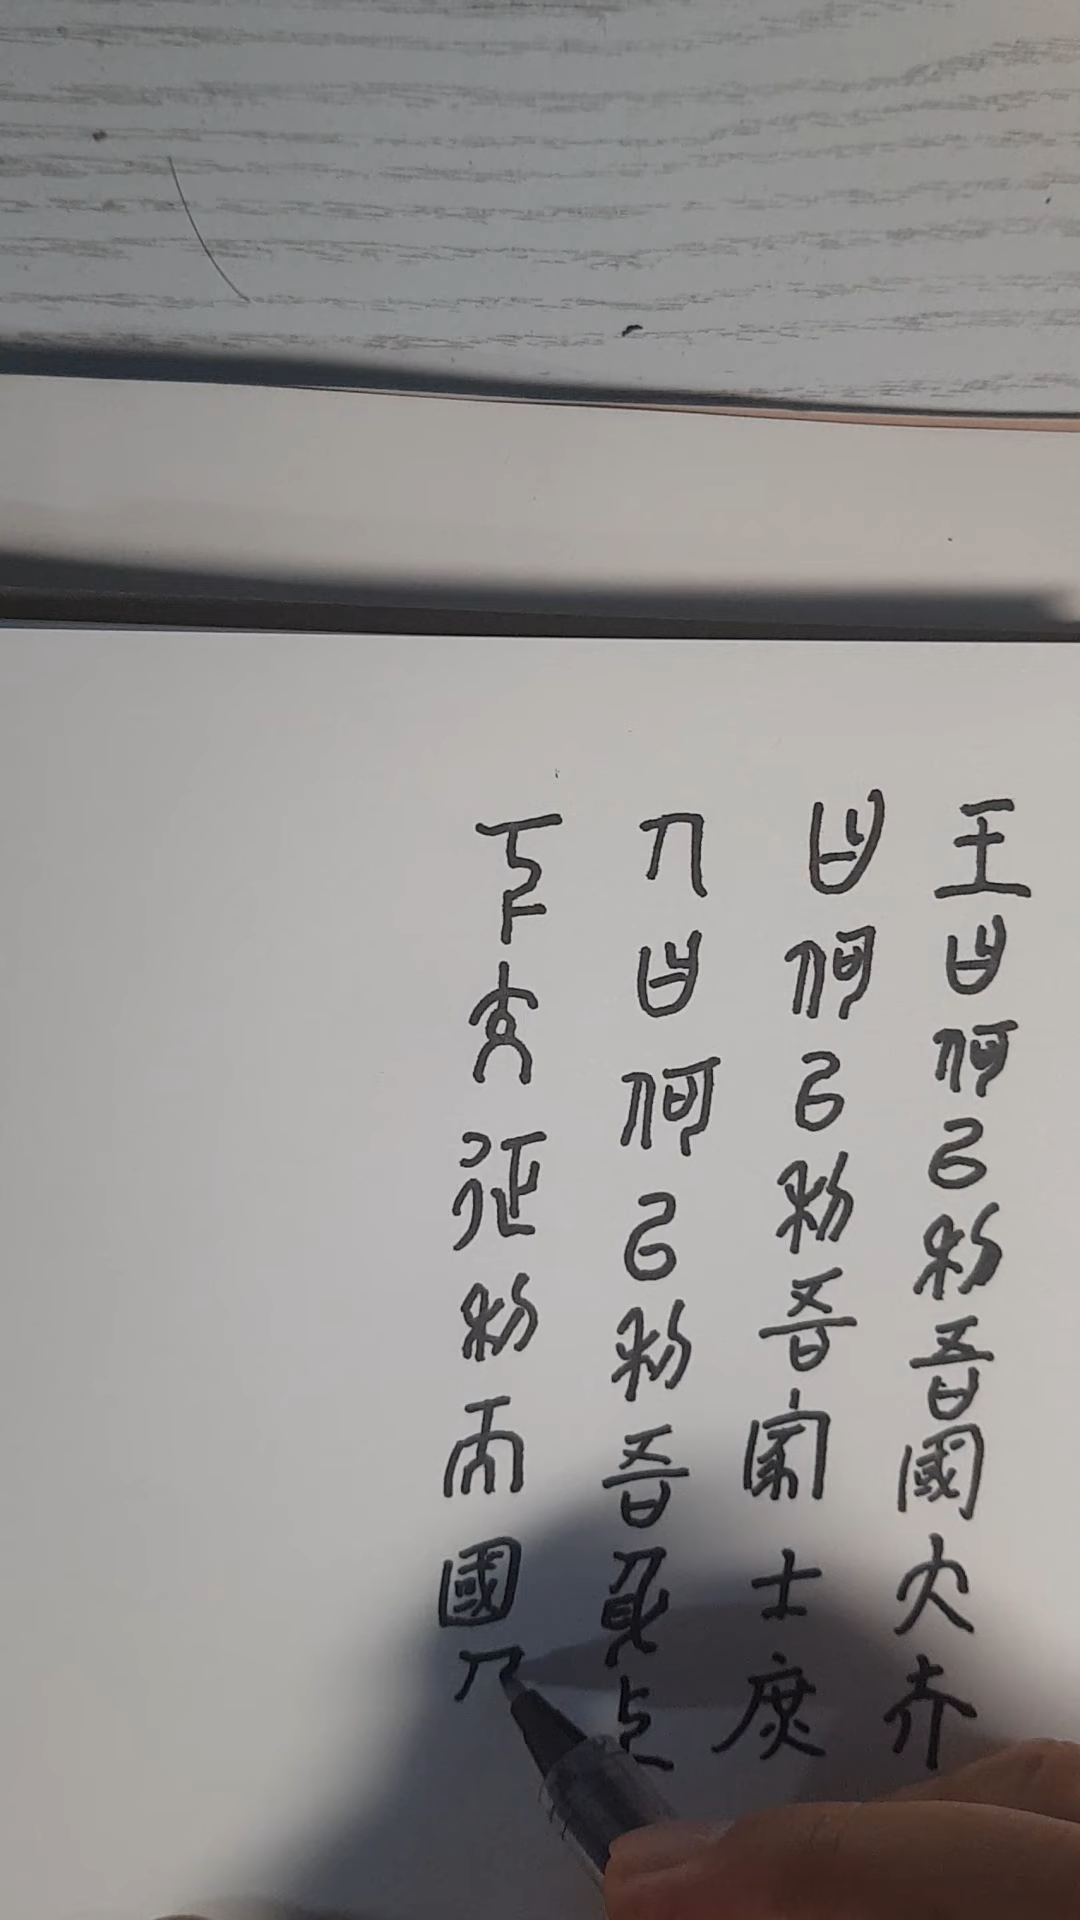 王曰何以利吾國大夫
曰何以利吾家士庶
人曰何以利吾身上
下交征利而國